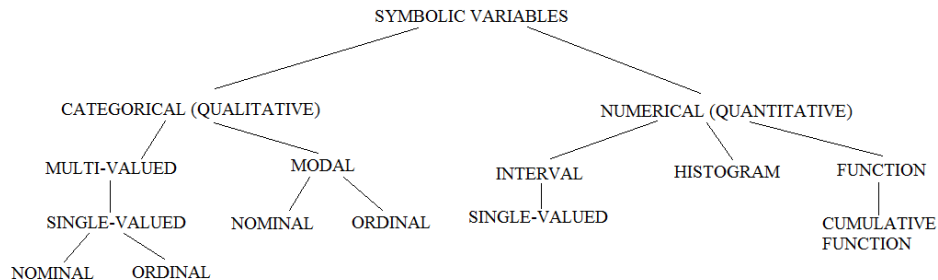 SYMBOLIC VARIABLES
CATEGORICAL (QUALITATIVE)
NUMERICAL (QUANTITATIVE)
MULTI-VALUED
MODAL
INTERVAL
HISTOGRAM
FUNCTION
SINGLE-VALUED
NOMINAL
ORDINAL
SINGLE-VALUED
CUMULATIVE
FUNCTION
NOMINAL
ORDINAL